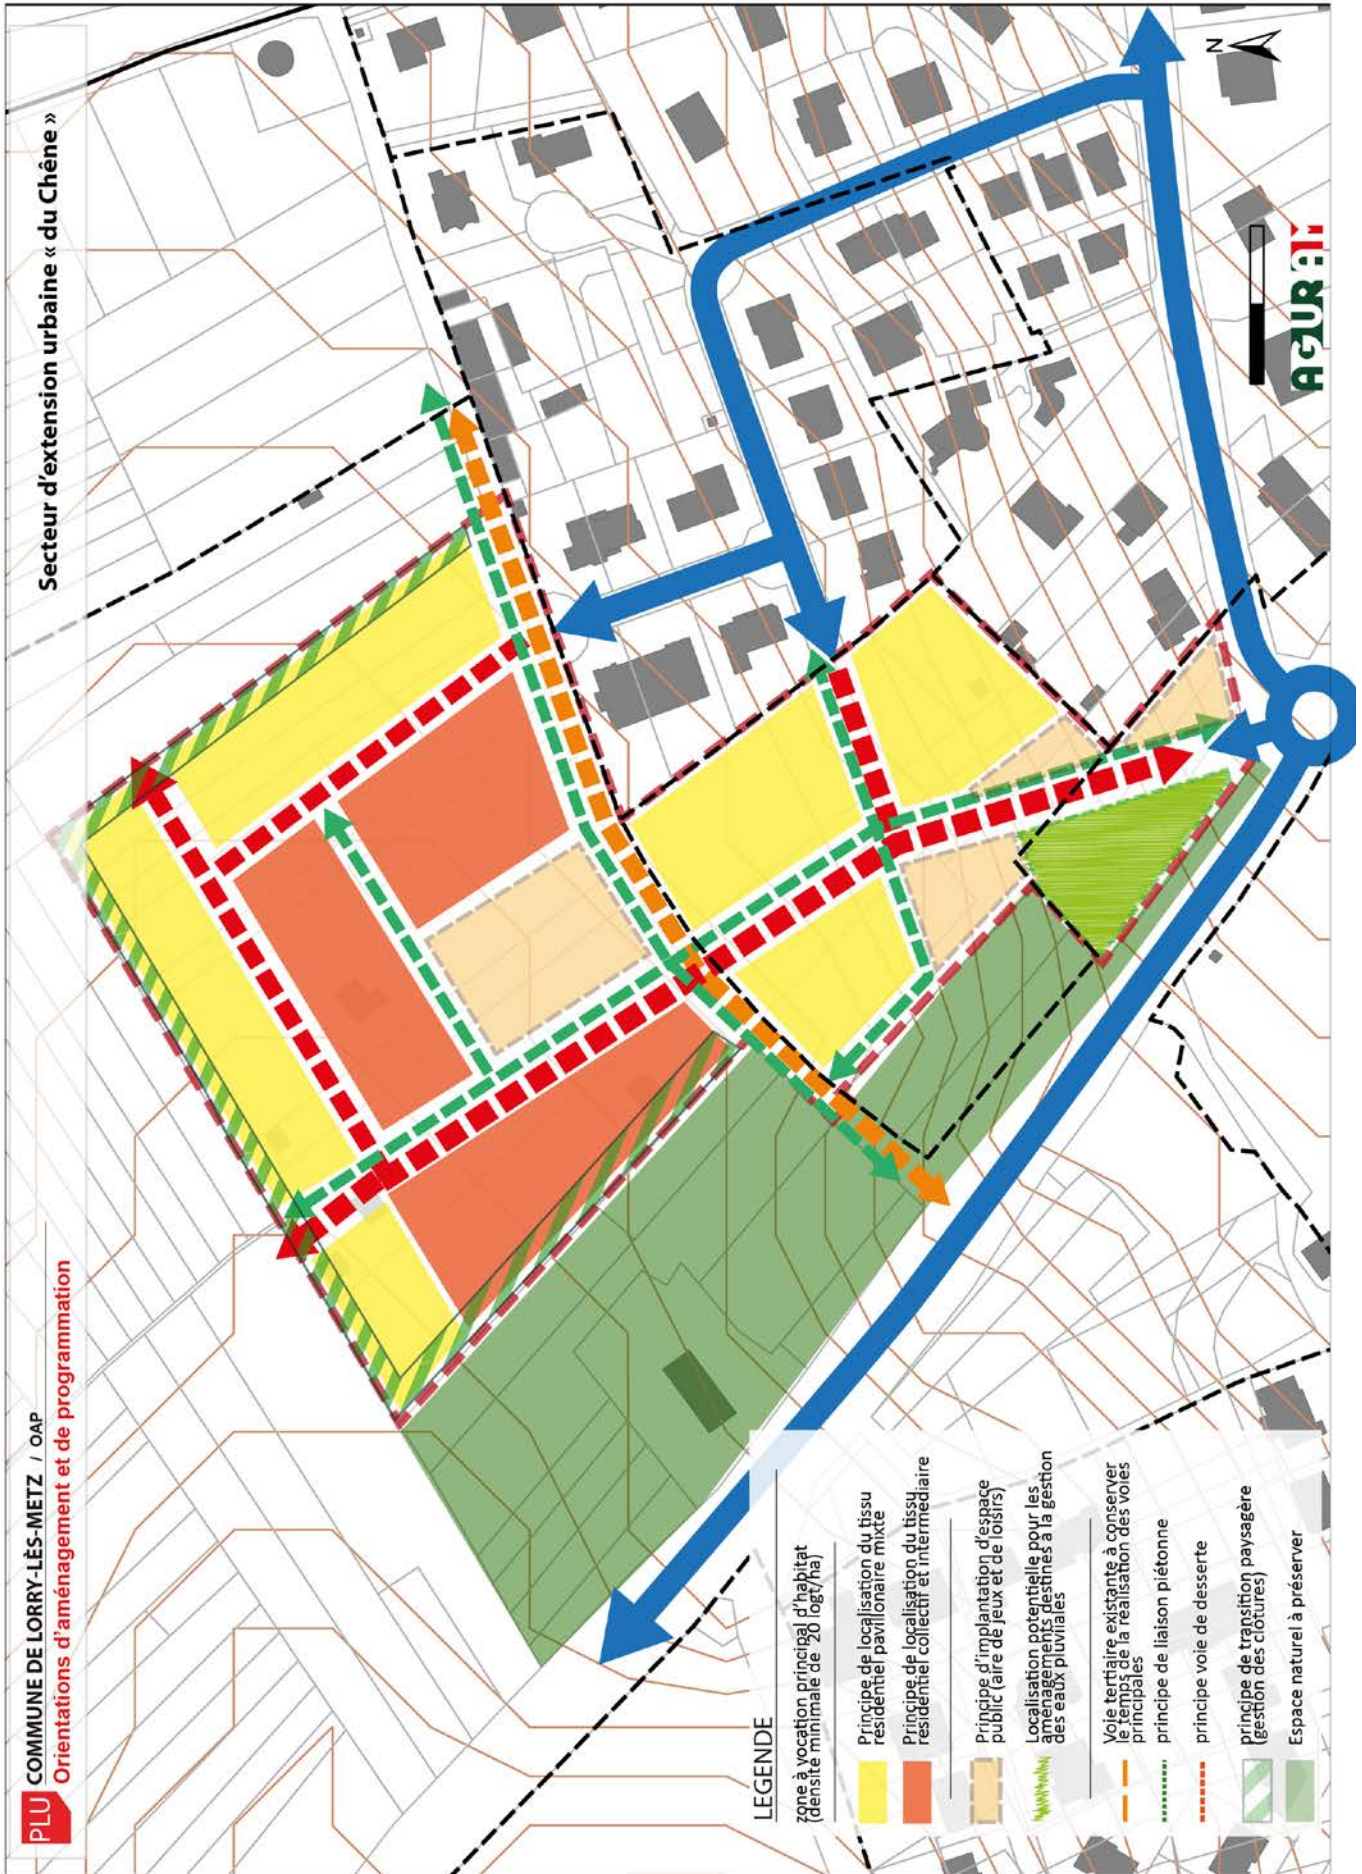 PLU COMMUNE DE LORRY-LÈS-METZ / OAP
Orientations d'aménagement et de programmation
Secteur d'extension urbaine « du Chêne »
N
LEGENDE
zone à vocation principal d'habitat
(densité minimale de 20 logt/ha)
Principe de localisation du tissu
résidentiel pavillonaire mixte
Principe de localisation du tissu
résidentiel collectif et intermédiaire
Principe d'implantation d'espace
public (aire de jeux et de loisirs)
Localisation potentielle pour les
aménagements destinés à la gestion
des eaux pluviales
Voie tertiaire existante à conserver
le temps de la réalisation des voies
principales
principe de liaison piétonne
principe voie de desserte
principe de transition paysagère
(gestion des clôtures)
Espace naturel à préserver
AGURAM